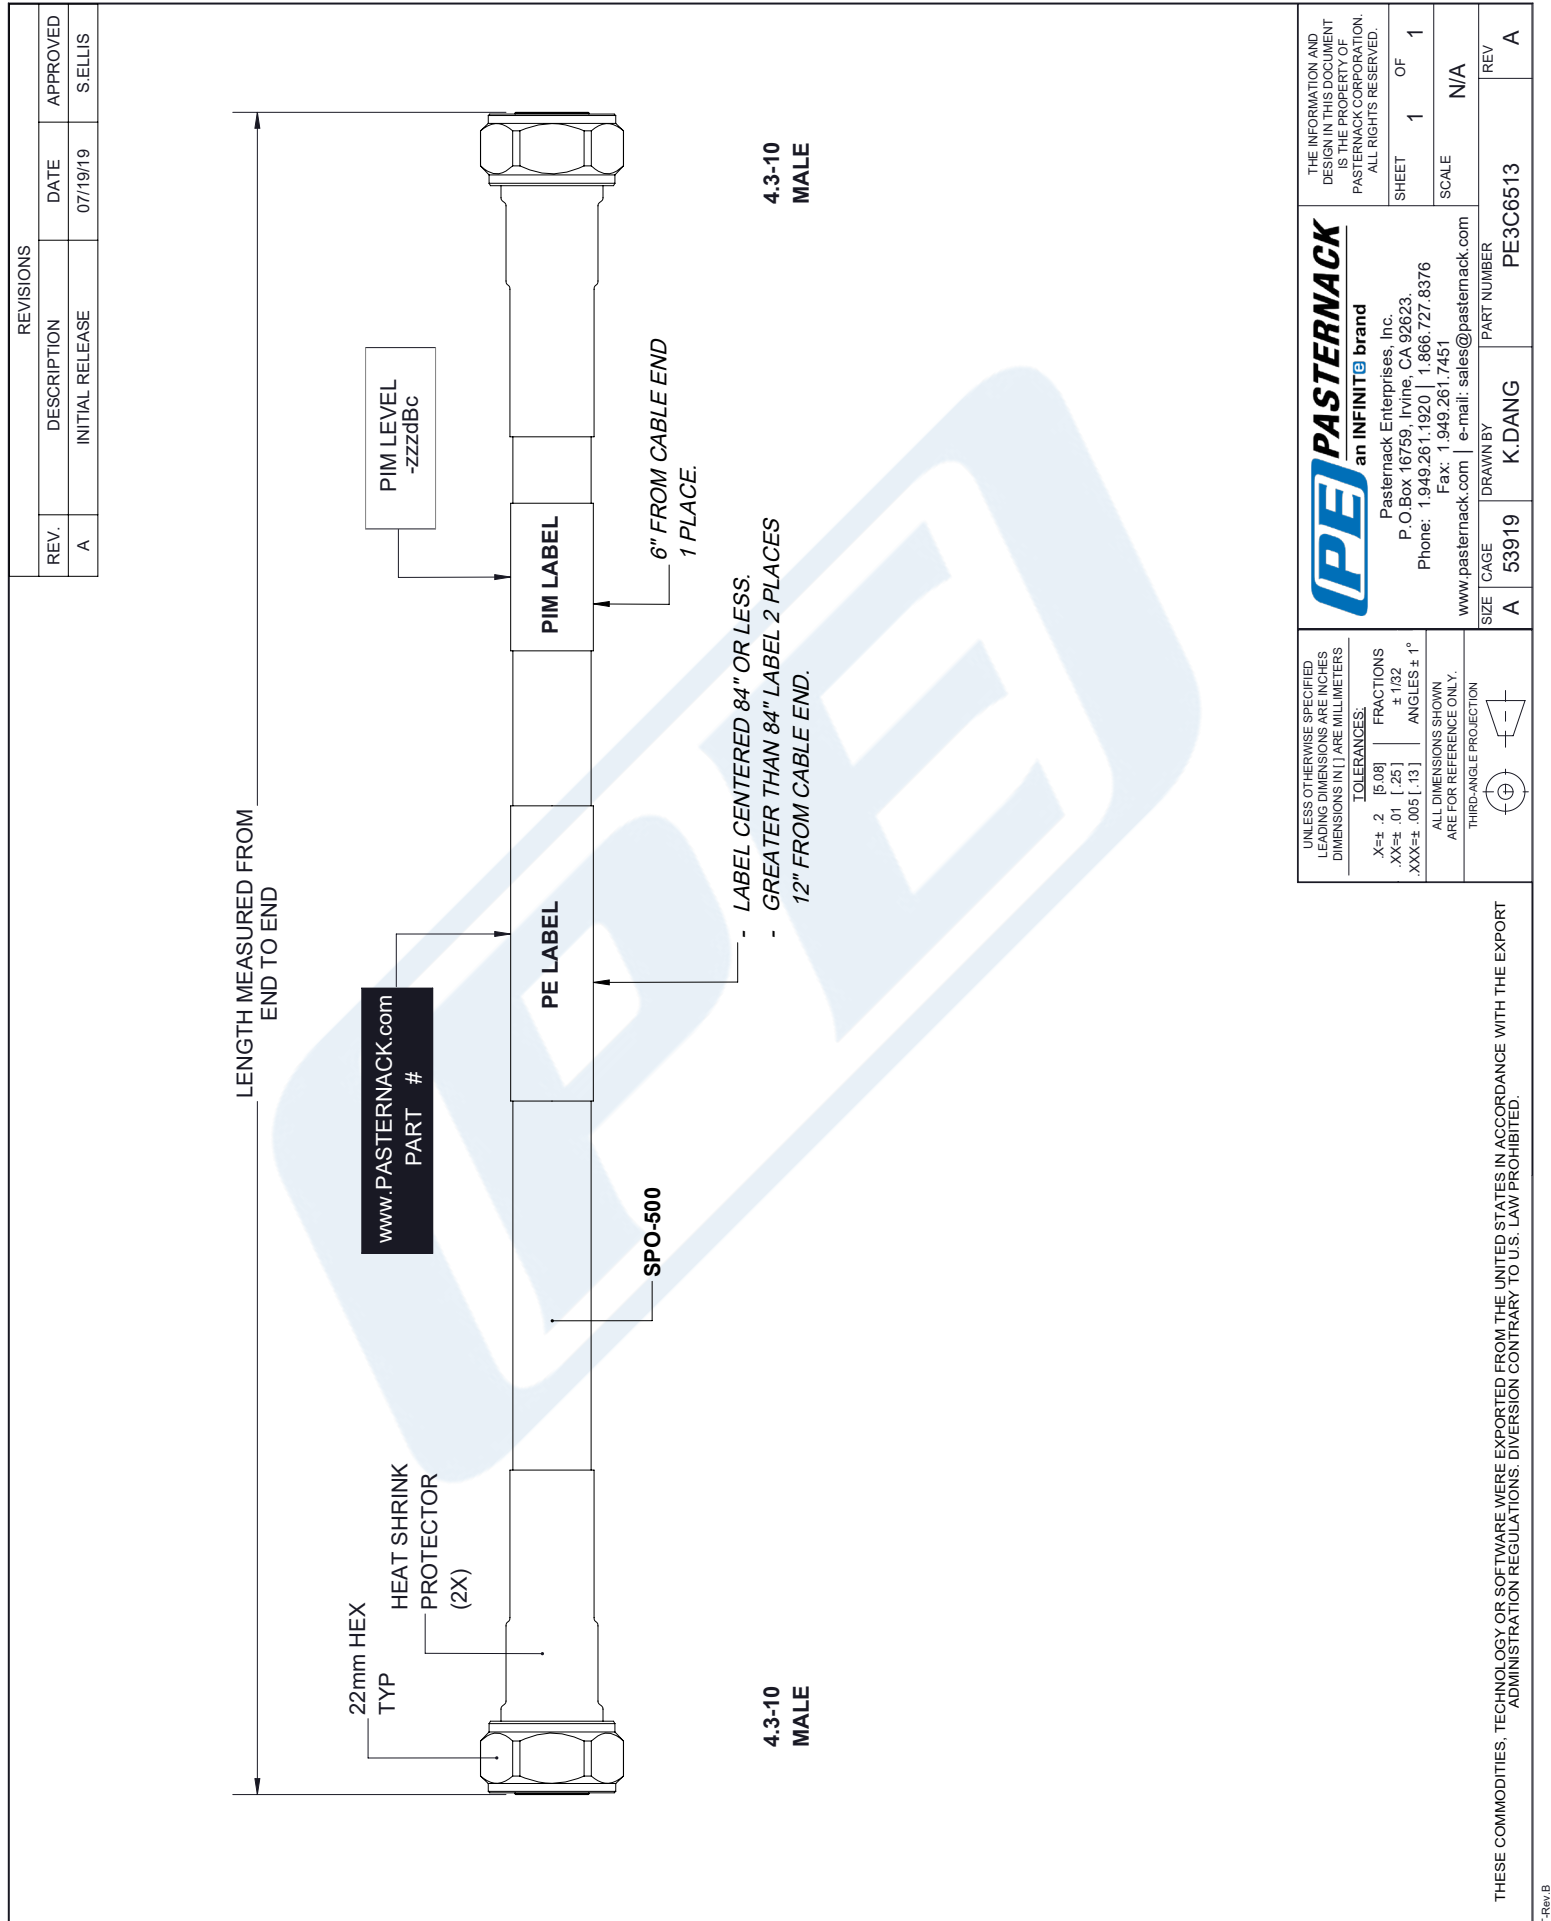 REVISIONS
REV. DESCRIPTION DATE APPROVED
A INITIAL RELEASE 07/19/19 S.ELLIS
LENGTH MEASURED FROM
END TO END
22mm HEX
TYP
HEAT SHRINK
PROTECTOR
(2X)
www.PASTERNACK.com
PART #
PIM LEVEL
-zzzdBc
PE LABEL
PIM LABEL
SPO-500
6" FROM CABLE END
1 PLACE.
- LABEL CENTERED 84" OR LESS.
- GREATER THAN 84" LABEL 2 PLACES
12" FROM CABLE END.
4.3-10
MALE
4.3-10
MALE
PE
UNLESS OTHERWISE SPECIFIED
LEADING DIMENSIONS ARE INCHES
DIMENSIONS IN [ ] ARE MILLIMETERS
TOLERANCES:
.X=± .2 [5.08] FRACTIONS
.XX=± .01 [.25] ± 1/32
.XXX=± .005 [.13] ANGLES ± 1°
ALL DIMENSIONS SHOWN
ARE FOR REFERENCE ONLY.
THIRD-ANGLE PROJECTION
PE PASTERNACK
an INFINITe brand
Pasternack Enterprises, Inc.
P.O.Box 16759, Irvine, CA 92623.
Phone: 1.949.261.1920 | 1.866.727.8376
Fax: 1.949.261.7451
www.pasternack.com | e-mail: sales@pasternack.com
THE INFORMATION AND
DESIGN IN THIS DOCUMENT
IS THE PROPERTY OF
PASTERNACK CORPORATION.
ALL RIGHTS RESERVED.
SHEET 1 OF 1
SCALE N/A
SIZE A
CAGE 53919
DRAWN BY K.DANG
PART NUMBER PE3C6513
REV A
THESE COMMODITIES, TECHNOLOGY OR SOFTWARE WERE EXPORTED FROM THE UNITED STATES IN ACCORDANCE WITH THE EXPORT
ADMINISTRATION REGULATIONS. DIVERSION CONTRARY TO U.S. LAW PROHIBITED.
-Rev.B